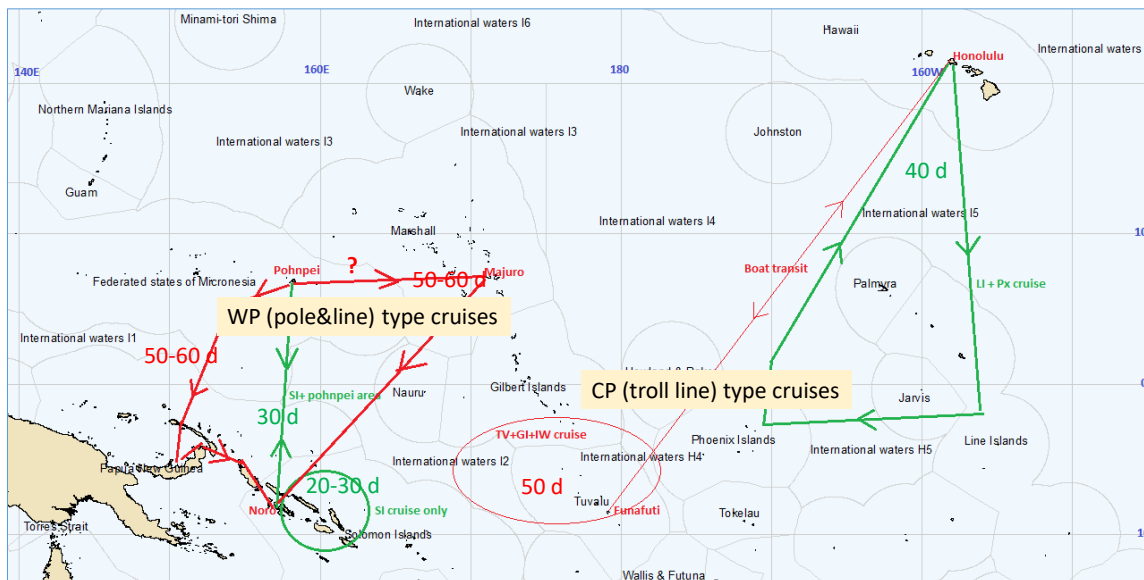 Minami-tori Shima
International waters I6
Hawaii
International waters
140E
160E
180
160W
Honolulu
Wake
Northern Mariana Islands
International waters I3
International waters I3
Johnston
40 d
Guam
International waters I4
International waters I5
Marshall
10
Pohnpei
?
Majuro
Boat transit
Federated states of Micronesia
50-60 d
Palmyra
LI + Px cruise
WP (pole&line) type cruises
International waters I1
50-60 d
CP (troll line) type cruises
Gilbert Islands
Nauru
SI+ pohnpei area
Jarvis
30 d
TV+GI+IW cruise
Phoenix Islands
Line Islands
International waters H5
International waters I2
International waters H4
Papua New Guinea
20-30 d
50 d
Tuvalu
Noro
SI cruise only
Funafuti
Tokelau
Torres Strait
Solomon Islands
10
Wallis & Futuna